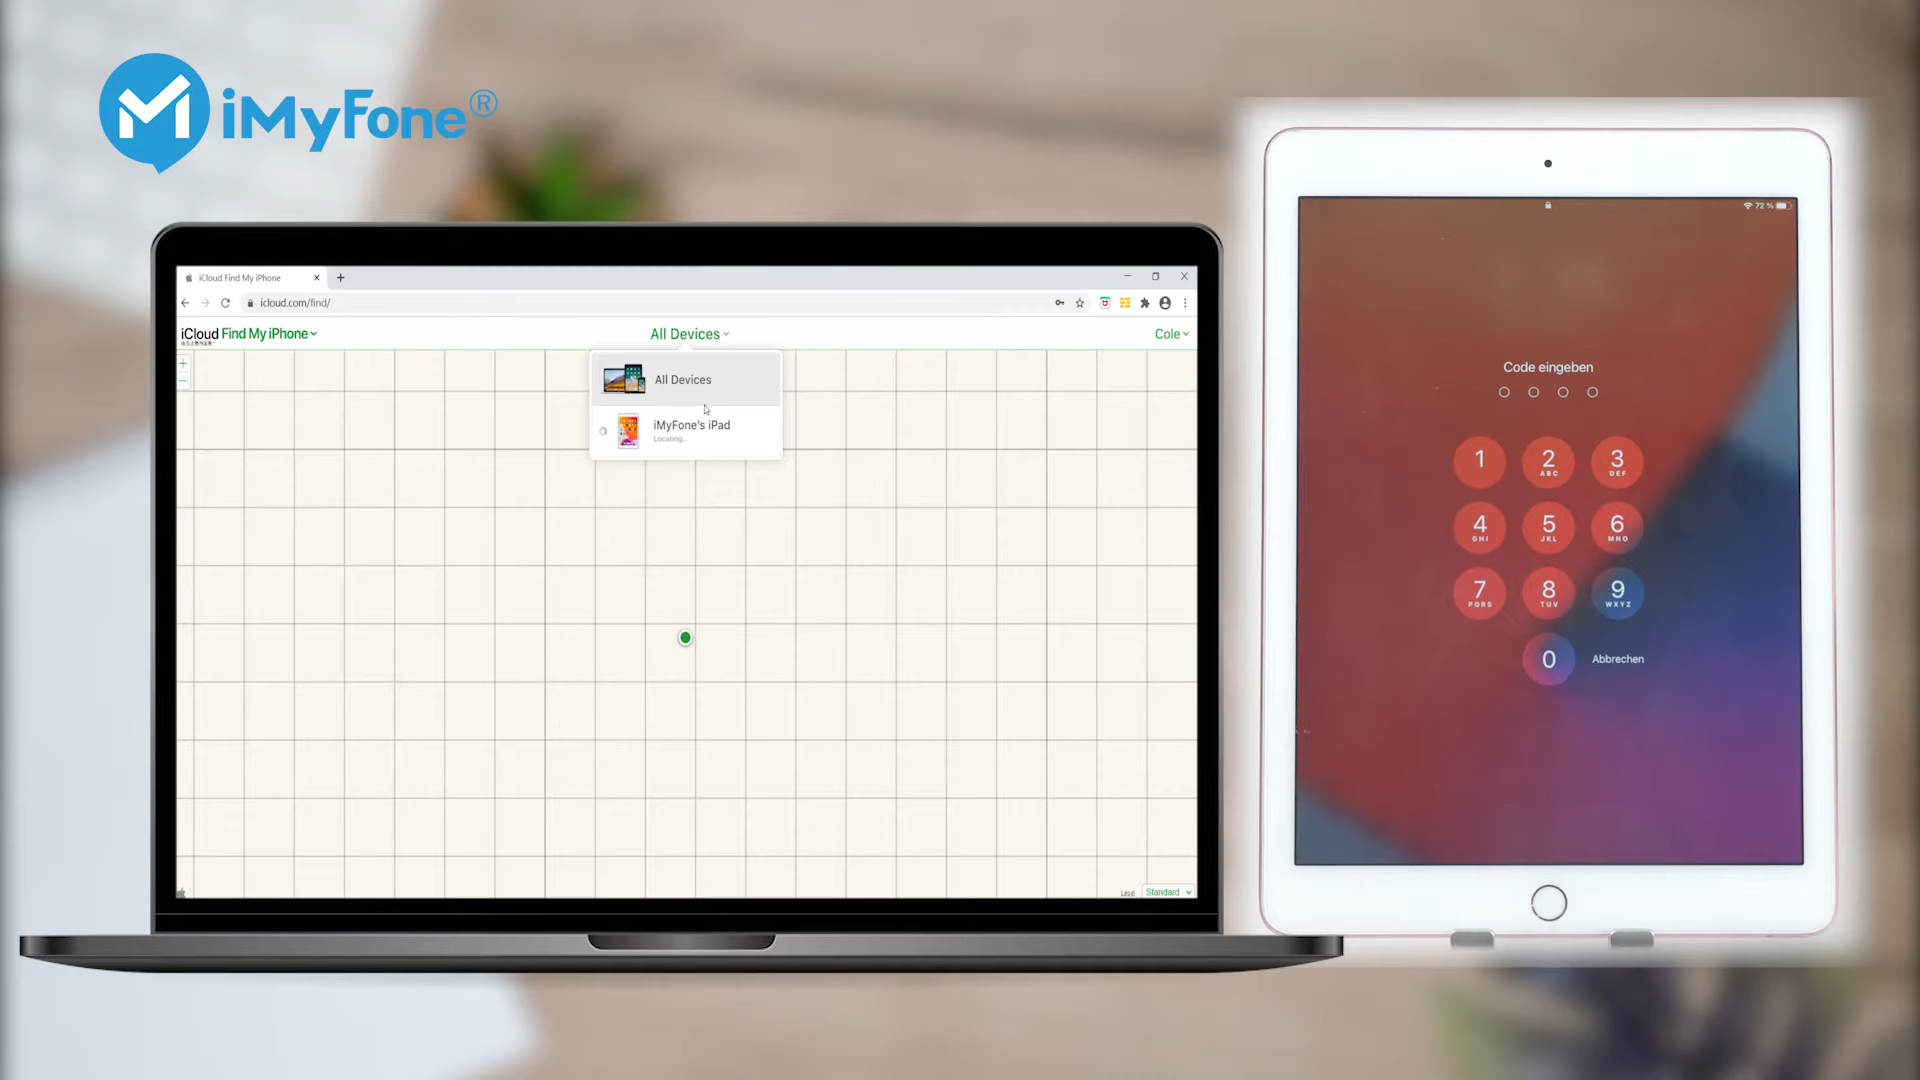 iMyFone®
iCloud Find My iPhone
icloud.com/find/
iCloud Find My iPhone
All Devices
Cole
All Devices
iMyFone's iPad
Locating...
Legal
Standard
72 %
Code eingeben
1
2
ABC
3
DEF
4
GHI
5
JKL
6
MNO
7
PQRS
8
TUV
9
WXYZ
0
Abbrechen